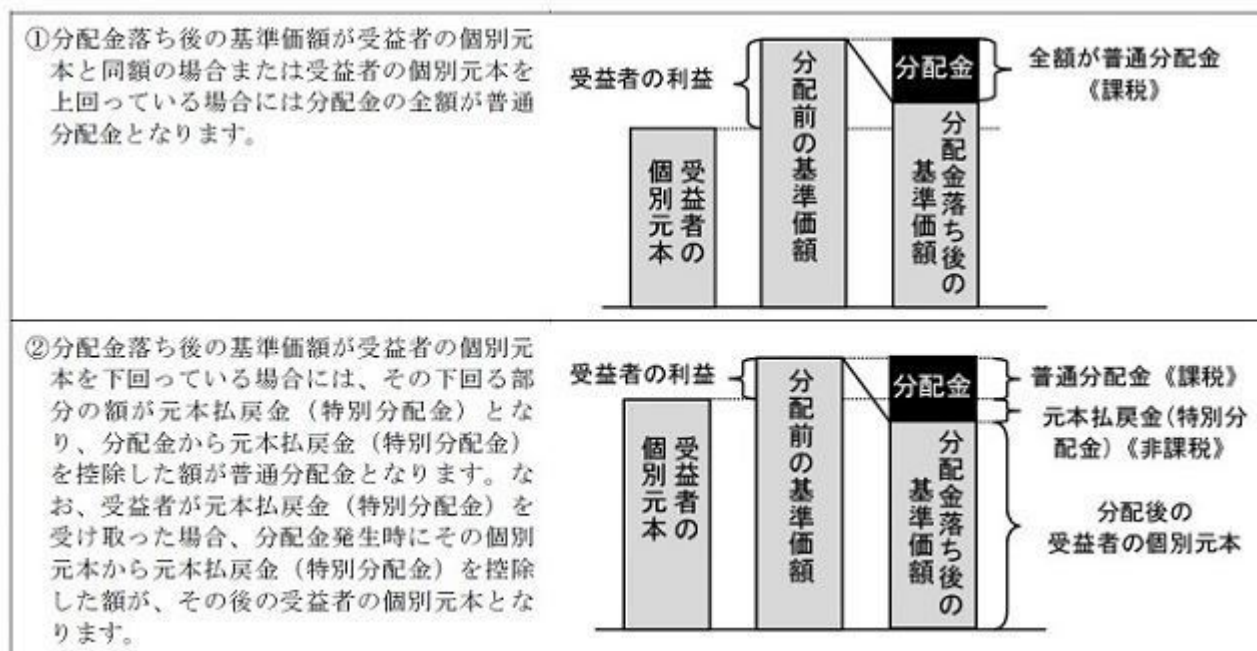 ①分配金落ち後の基準価額が受益者の個別元
本と同額の場合または受益者の個別元本を
上回っている場合には分配金の全額が普通
分配金となります。
受益者の利益
受益者の
個別元本
分配前の基準価額
分配金
分配金落ち後の
基準価額
全額が普通分配金
《課税》
②分配金落ち後の基準価額が受益者の個別元
本を下回っている場合には、その下回る部
分の額が元本払戻金（特別分配金）とな
り、分配金から元本払戻金（特別分配金）
を控除した額が普通分配金となります。な
お、受益者が元本払戻金（特別分配金）を
受け取った場合、分配金発生時にその個別
元本から元本払戻金（特別分配金）を控除
した額が、その後の受益者の個別元本とな
ります。
受益者の利益
受益者の
個別元本
分配前の基準価額
分配金
分配金落ち後の
基準価額
普通分配金《課税》
元本払戻金(特別分
配金)《非課税》
分配後の
受益者の個別元本